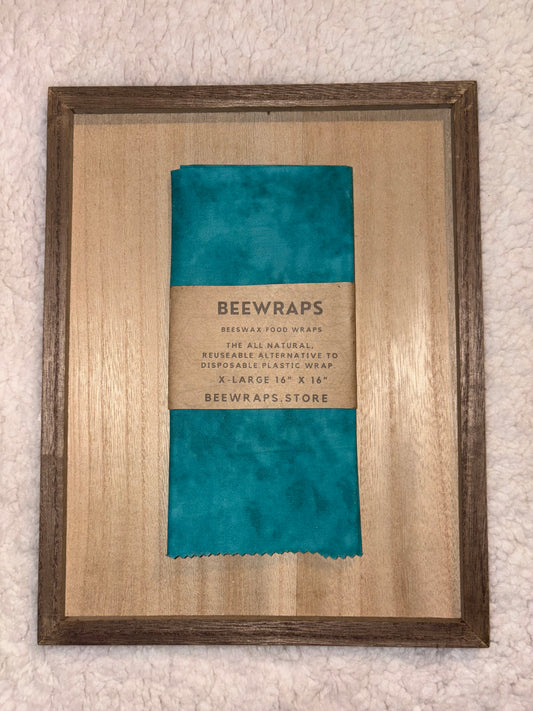 BEEWRAPS
BEESWAX FOOD WRAPS
THE ALL NATURAL,
REUSEABLE ALTERNATIVE TO
DISPOSABLE PLASTIC WRAP
X-LARGE 16" X 16"
BEEWRAPS.STORE